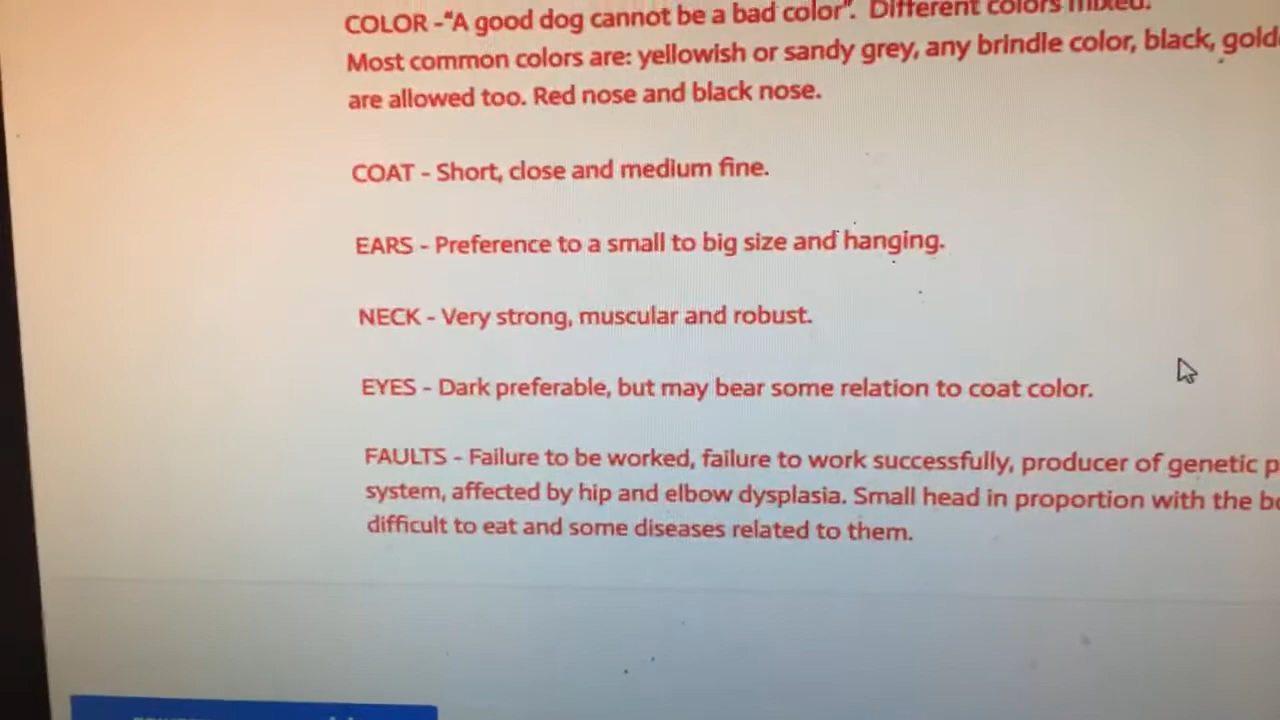 COLOR -"A good dog cannot be a bad color". Different colors mixed.
Most common colors are: yellowish or sandy grey, any brindle color, black, gold
are allowed too. Red nose and black nose.
COAT - Short, close and medium fine.
EARS - Preference to a small to big size and hanging.
NECK - Very strong, muscular and robust.
EYES - Dark preferable, but may bear some relation to coat color.
FAULTS - Failure to be worked, failure to work successfully, producer of genetic
system, affected by hip and elbow dysplasia. Small head in proportion with the
difficult to eat and some diseases related to them.